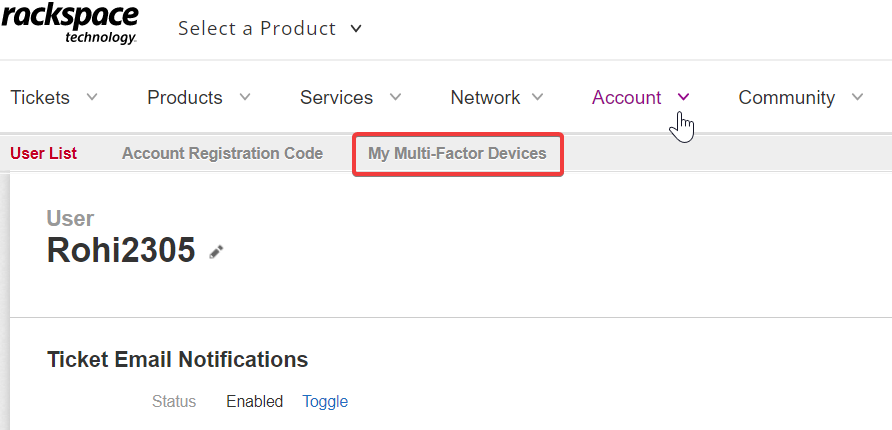 rackspace
technology
Select a Product
Tickets Products Services Network Account Community
User List Account Registration Code My Multi-Factor Devices
User
Rohi2305
Ticket Email Notifications
Status Enabled Toggle